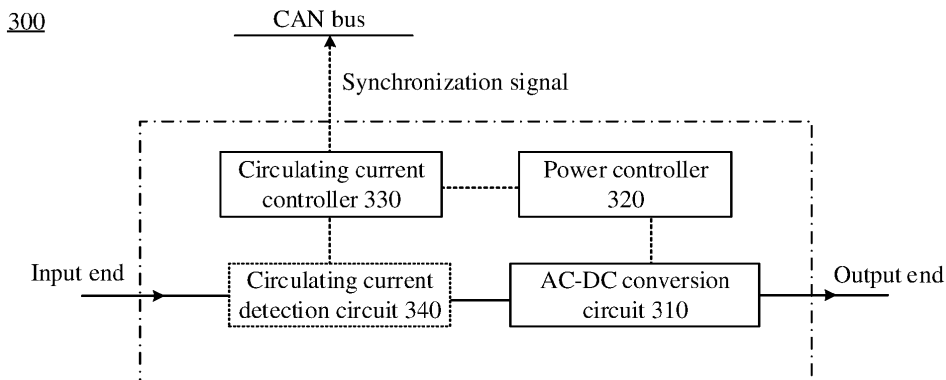 300
CAN bus
Synchronization signal
Circulating current
controller 330
Power controller
320
Input end
Circulating current
detection circuit 340
AC-DC conversion
circuit 310
Output end